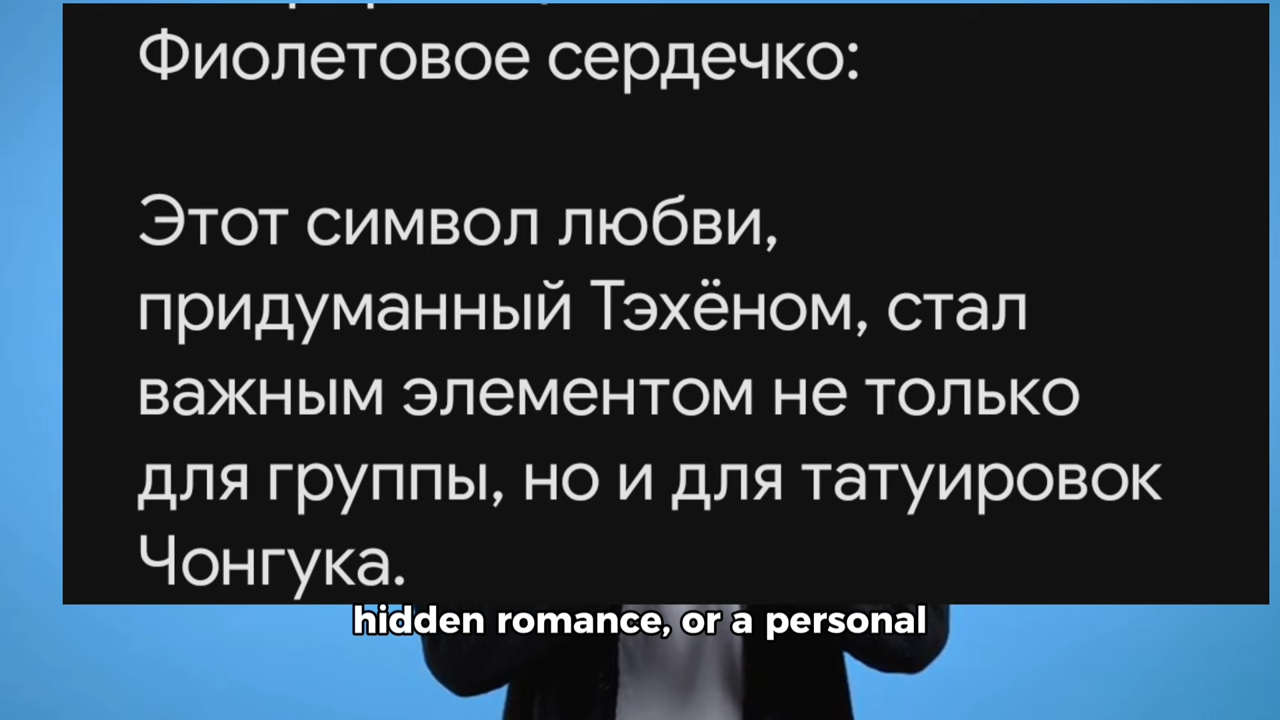 Фиолетовое сердечко:
Этот символ любви,
придуманный Тэхёном, стал
важным элементом не только
для группы, но и для татуировок
Чонгука.
hidden romance, or a personal